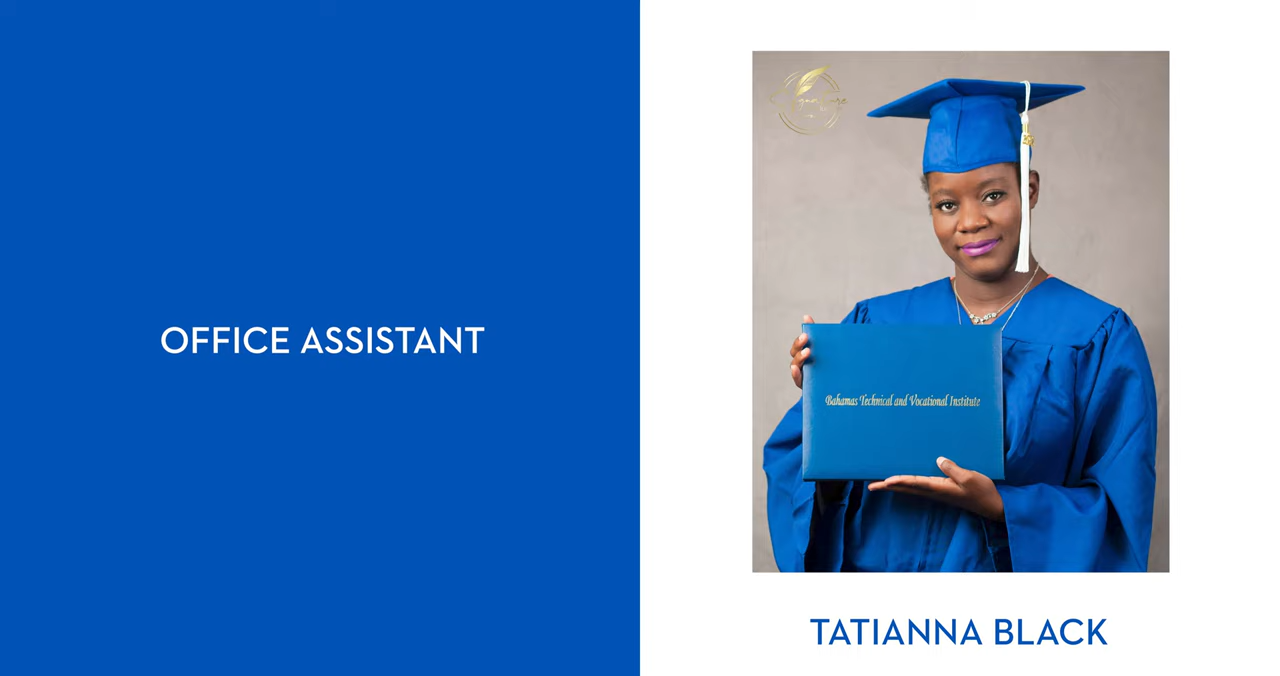 OFFICE ASSISTANT
Bahamas Technical and Vocational Institute
TATIANNA BLACK